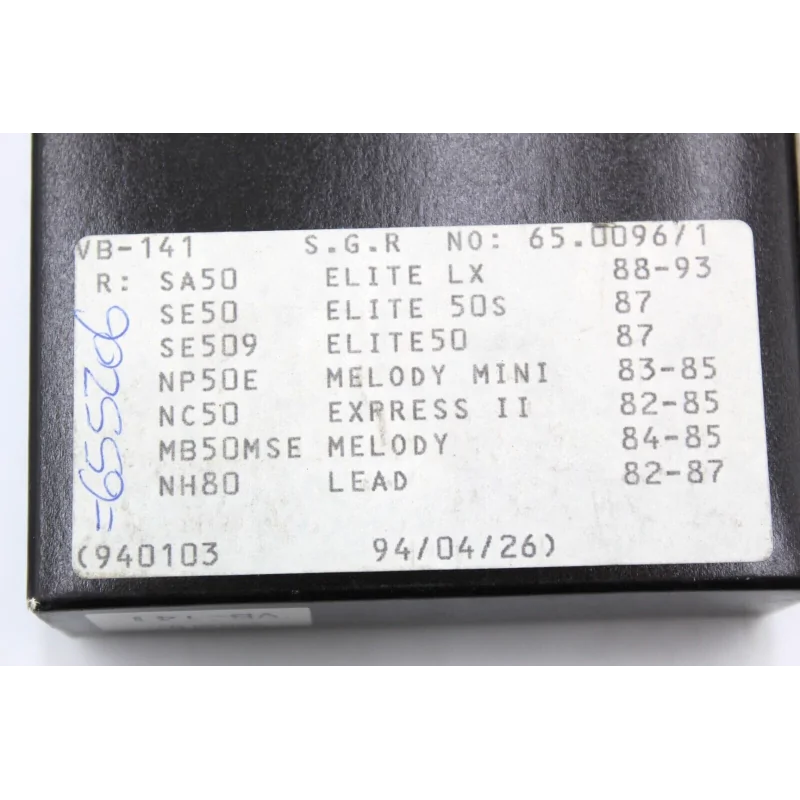 VB-141 S.G.R NO: 65.0096/1
R: SA50 ELITE LX 88-93
SE50 ELITE 50S 87
SE509 ELITE50 87
NP50E MELODY MINI 83-85
NC50 EXPRESS II 82-85
MB50MSE MELODY 84-85
NH80 LEAD 82-87
(940103 94/04/26)
=655206